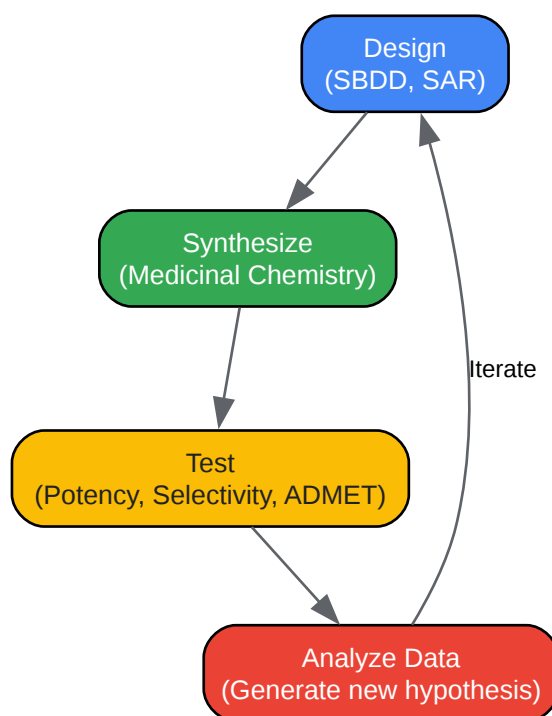 Design
(SBDD, SAR)
Synthesize
(Medicinal Chemistry)
Iterate
Test
(Potency, Selectivity, ADMET)
Analyze Data
(Generate new hypothesis)